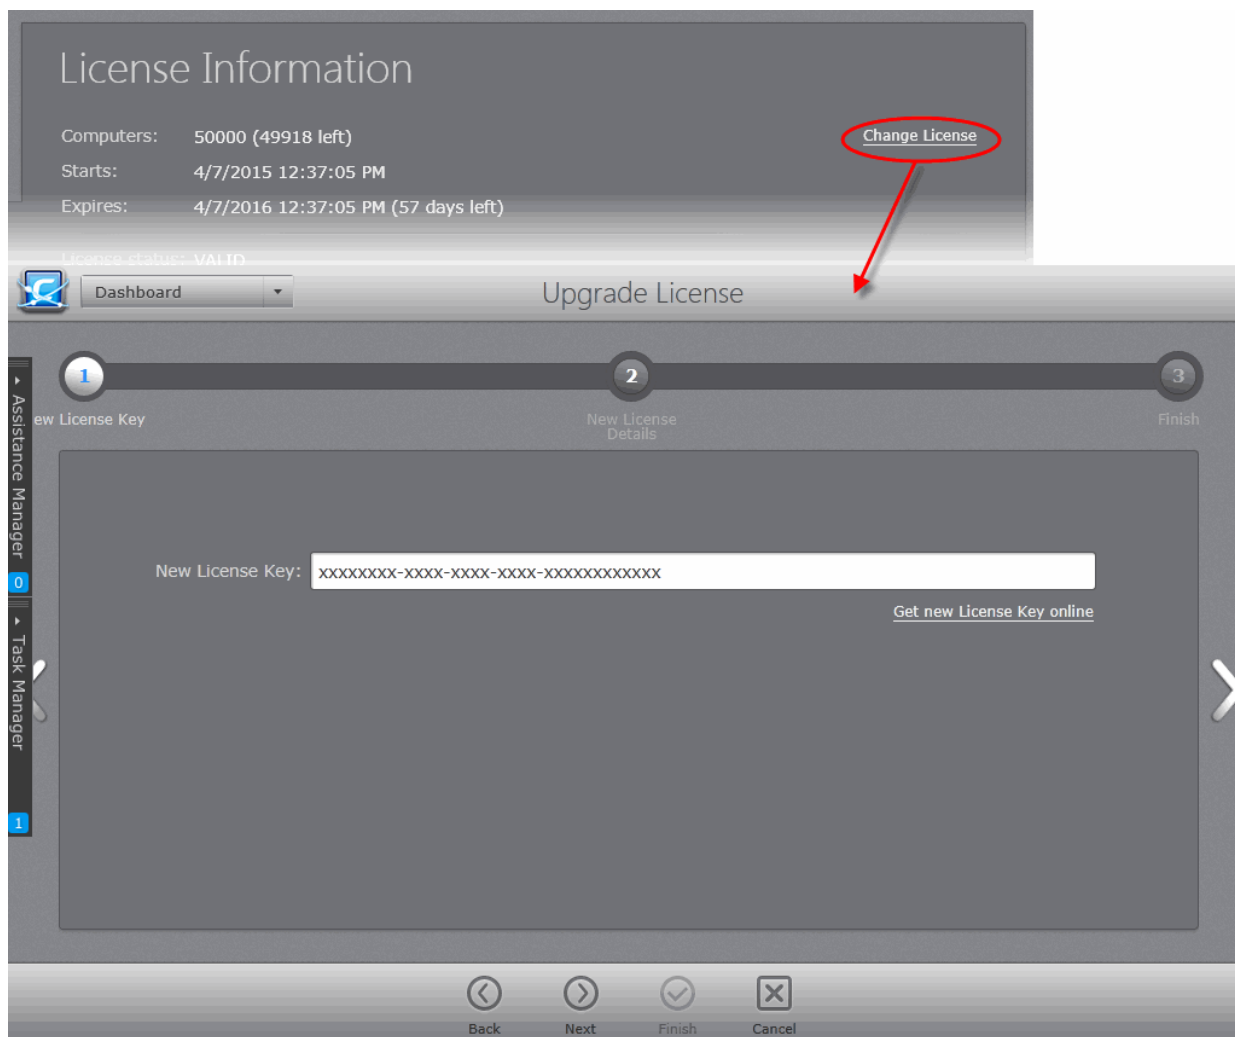 License Information
Computers: 50000 (49918 left)
Change License
Starts: 4/7/2015 12:37:05 PM
Expires: 4/7/2016 12:37:05 PM (57 days left)
License status: VALID
Dashboard
Upgrade License
1
2
3
ew License Key
New License
Details
Finish
Assistance Manager
0
Task Manager
1
New License Key: xxxxxxxx-xxxx-xxxx-xxxx-xxxxxxxxxxxx
Get new License Key online
Back
Next
Finish
Cancel